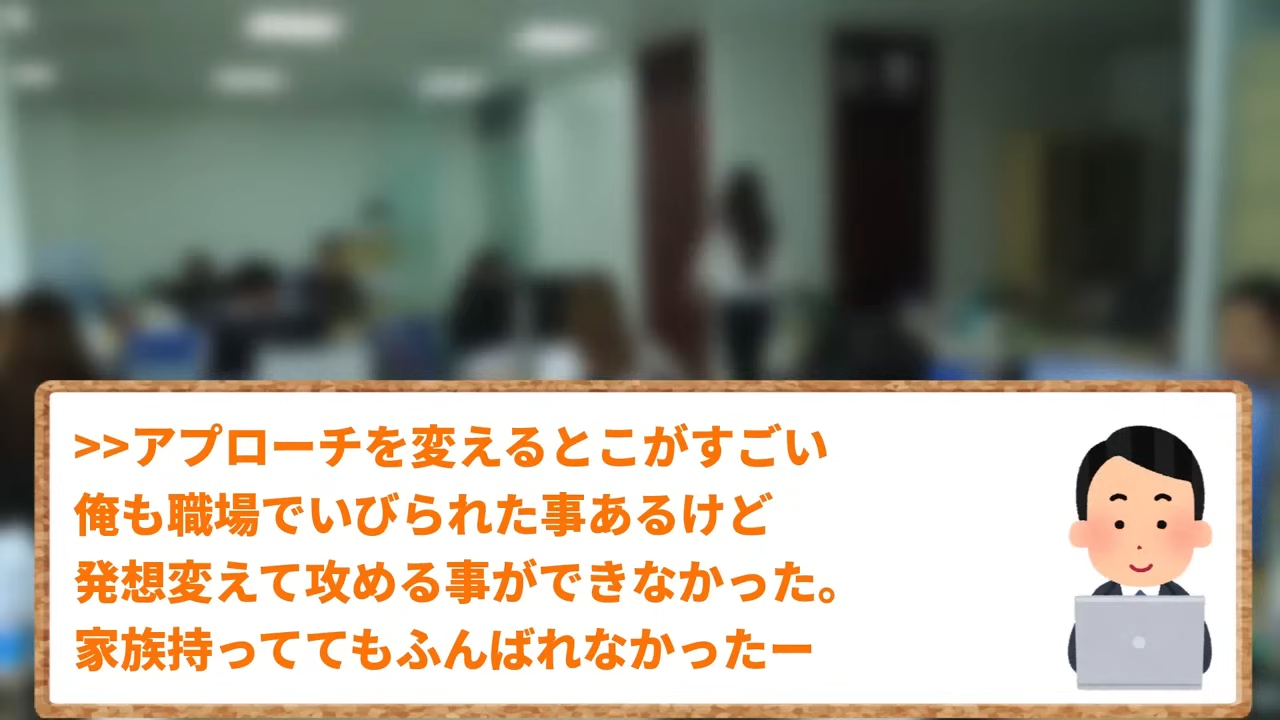 >>アプローチを変えるとこがすごい
俺も職場でいびられた事あるけど
発想変えて攻める事ができなかった。
家族持っててもふんばれなかったー